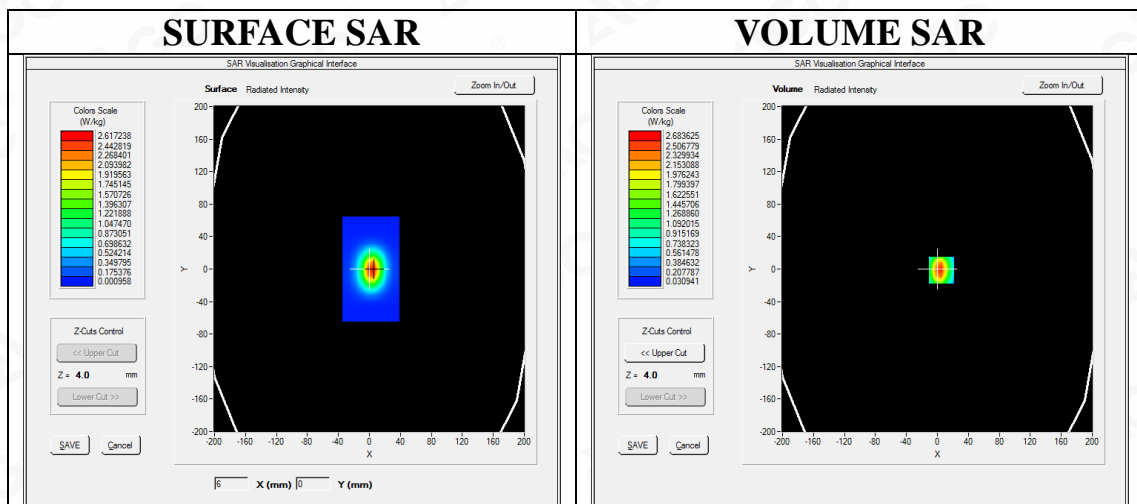 SURFACE SAR
SAR Visualisation Graphical Interface
Surface Radiated Intensity
Zoom In/Out
Colors Scale
(W/kg)
2.617238
2.442819
2.268401
2.093982
1.919563
1.745145
1.570726
1.396307
1.221888
1.047470
0.873051
0.698632
0.524214
0.349795
0.175376
0.000958
Z-Cuts Control
<< Upper Cut
Z = 4.0 mm
Lower Cut >>
SAVE Cancel
200
160
120
80
40
0
-40
-80
-120
-160
-200
Y
-200 -160 -120 -80 -40 0 40 80 120 160 200
X
6 X (mm) 0 Y (mm)
VOLUME SAR
SAR Visualisation Graphical Interface
Volume Radiated Intensity
Zoom In/Out
Colors Scale
(W/kg)
2.683625
2.506779
2.329934
2.153088
1.976243
1.799397
1.622551
1.445706
1.268860
1.092015
0.915169
0.738323
0.561478
0.384632
0.207787
0.030941
Z-Cuts Control
<< Upper Cut
Z = 4.0 mm
Lower Cut >>
SAVE Cancel
200
160
120
80
40
0
-40
-80
-120
-160
-200
Y
-200 -160 -120 -80 -40 0 40 80 120 160 200
X